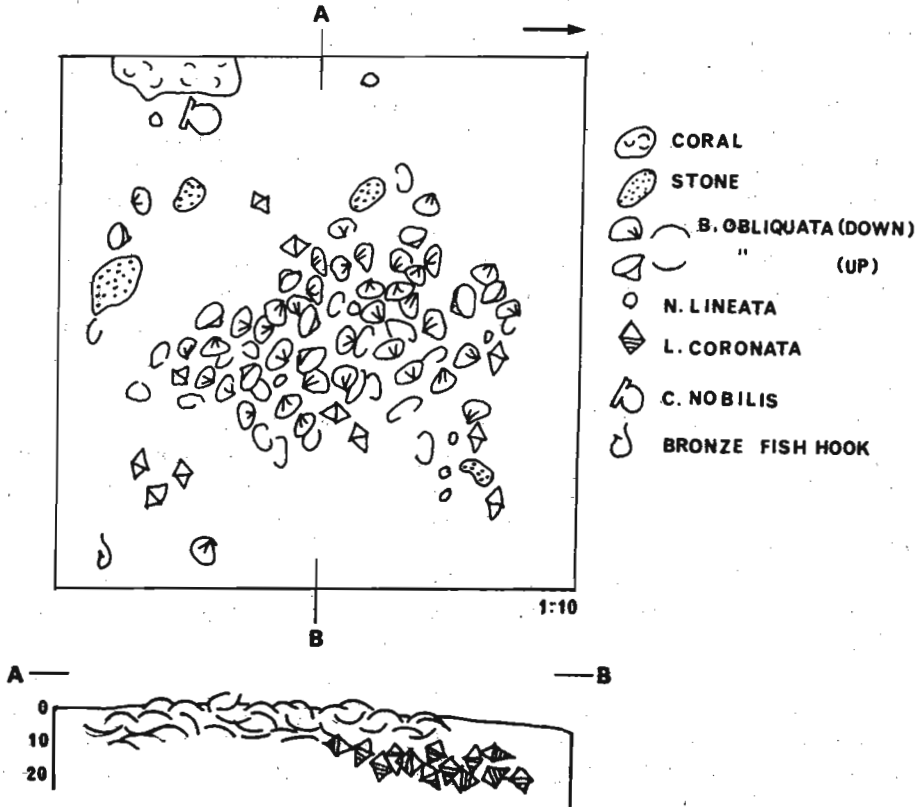 A
CORAL
STONE
B. OBLIQUATA (DOWN)
" (UP)
N. LINEATA
L. CORONATA
C. NOBILIS
BRONZE FISH HOOK
1:10
B
A
B
0
10
20